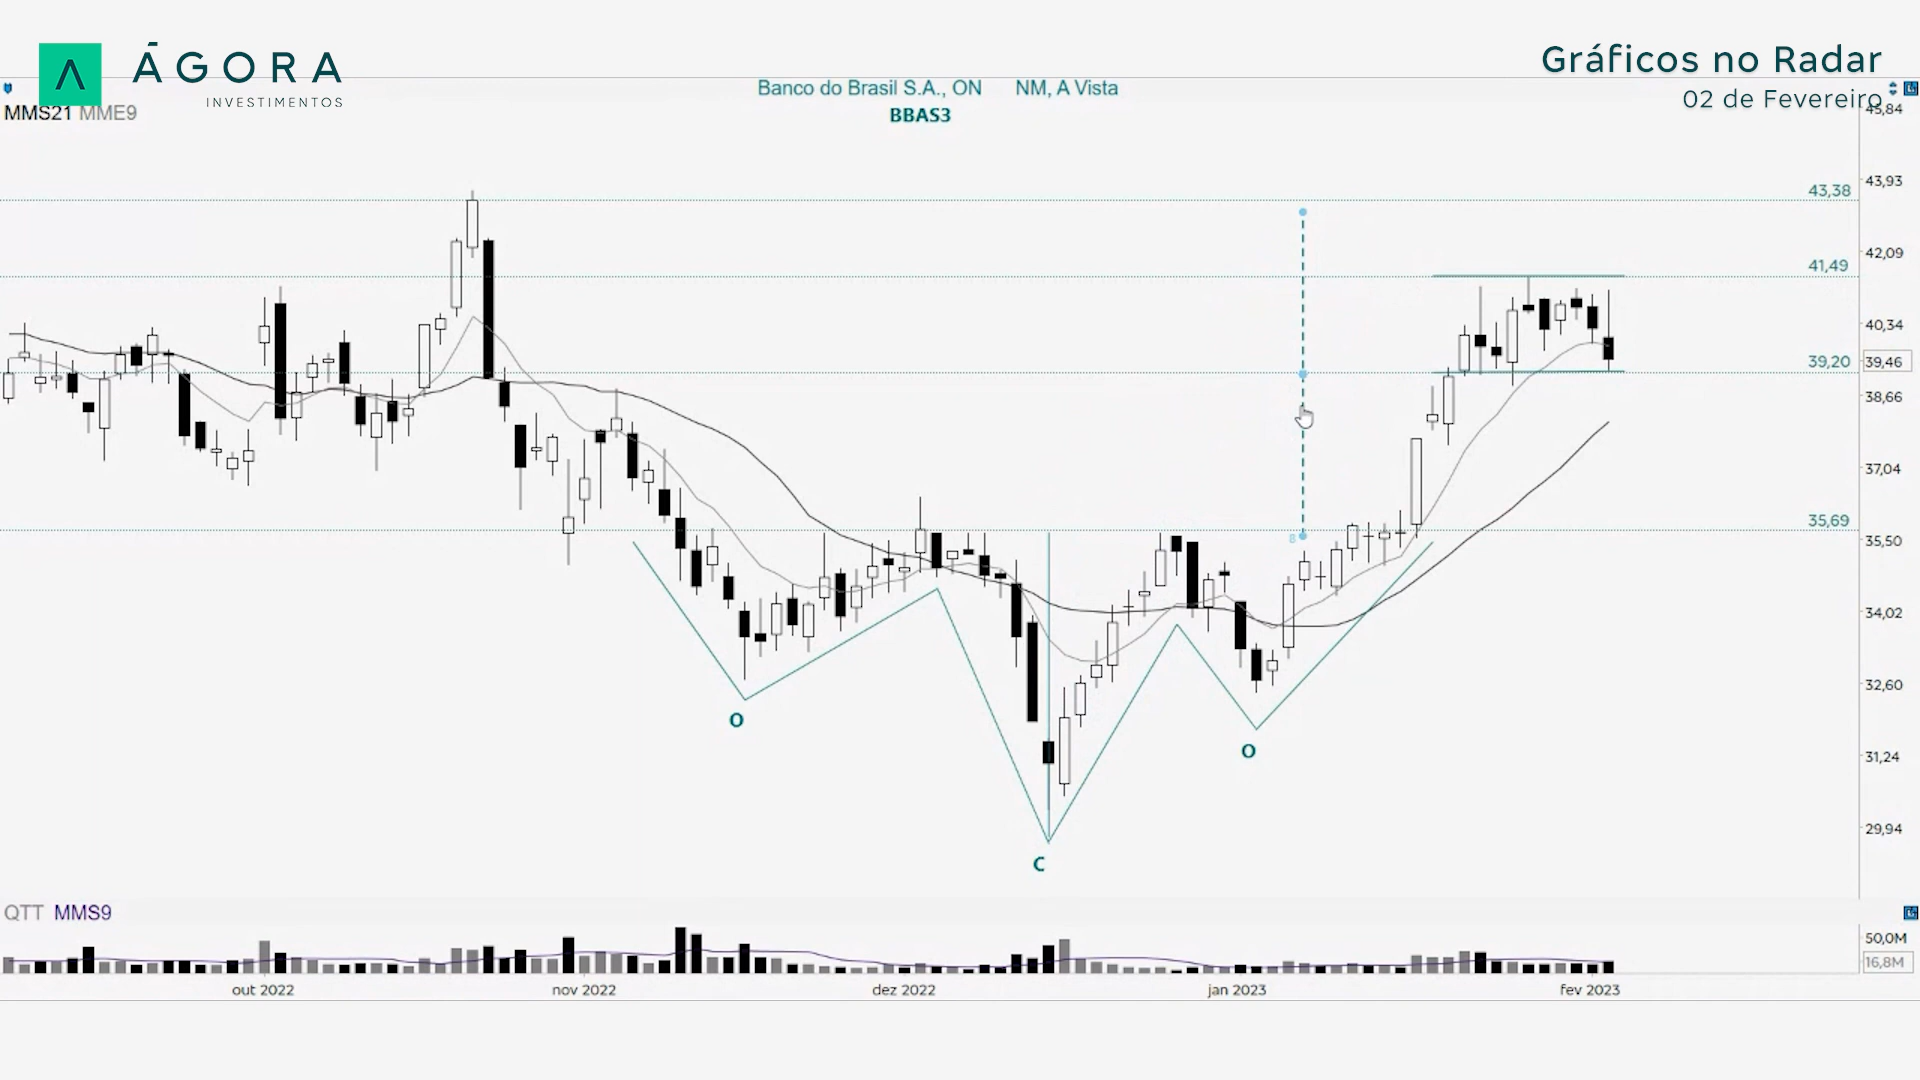 ÁGORA
INVESTIMENTOS
Gráficos no Radar
02 de Fevereiro
Banco do Brasil S.A., ON NM, A Vista
BBAS3
MMS21 MME9
45,84
43,93
42,09
40,34
39,46
38,66
37,04
35,50
34,02
32,60
31,24
29,94
43,38
41,49
39,20
35,69
8
O
C
O
QTT MMS9
50,0M
16,8M
out 2022
nov 2022
dez 2022
jan 2023
fev 2023